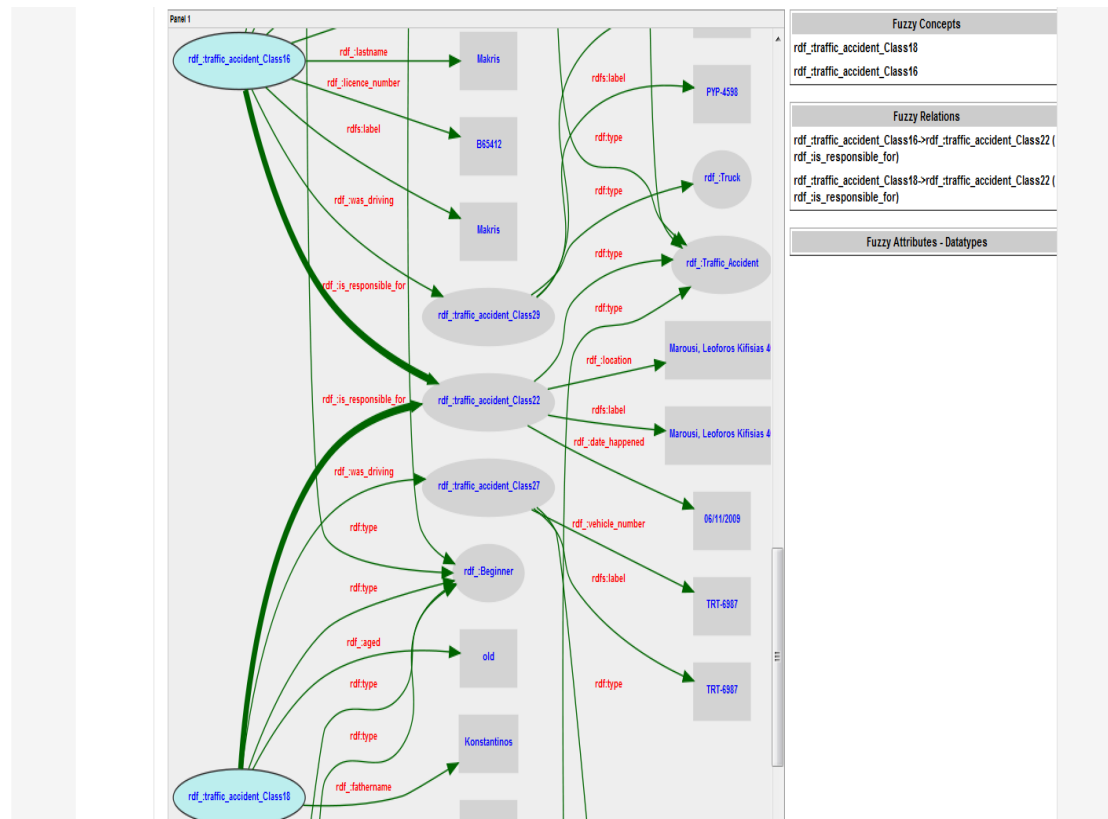 Panel 1
rdf_:traffic_accident_Class16
rdf_:lastname
Makris
rdf_:licence_number
B65412
rdfs:label
Makris
rdf_:was_driving
rdf_:is_responsible_for
rdf_:traffic_accident_Class29
rdfs:label
PYP-4598
rdf:type
rdf:type
rdf_:Truck
rdf:type
rdf_:Traffic_Accident
rdf:type
rdf_:location
Marousi, Leoforos Kifisias 4
rdf_:is_responsible_for
rdf_:traffic_accident_Class22
rdfs:label
Marousi, Leoforos Kifisias 4
rdf_:date_happened
06/11/2009
rdf_:was_driving
rdf_:traffic_accident_Class27
rdf_:vehicle_number
TRT-6987
rdf:type
rdf_:Beginner
rdfs:label
TRT-6987
rdf:type
rdf_:aged
old
rdf:type
rdf:type
rdf:type
Konstantinos
rdf_:fathername
rdf_:traffic_accident_Class18
Fuzzy Concepts
rdf_:traffic_accident_Class18
rdf_:traffic_accident_Class16
Fuzzy Relations
rdf_:traffic_accident_Class16->rdf_:traffic_accident_Class22 (
rdf_:is_responsible_for)
rdf_:traffic_accident_Class18->rdf_:traffic_accident_Class22 (
rdf_:is_responsible_for)
Fuzzy Attributes - Datatypes